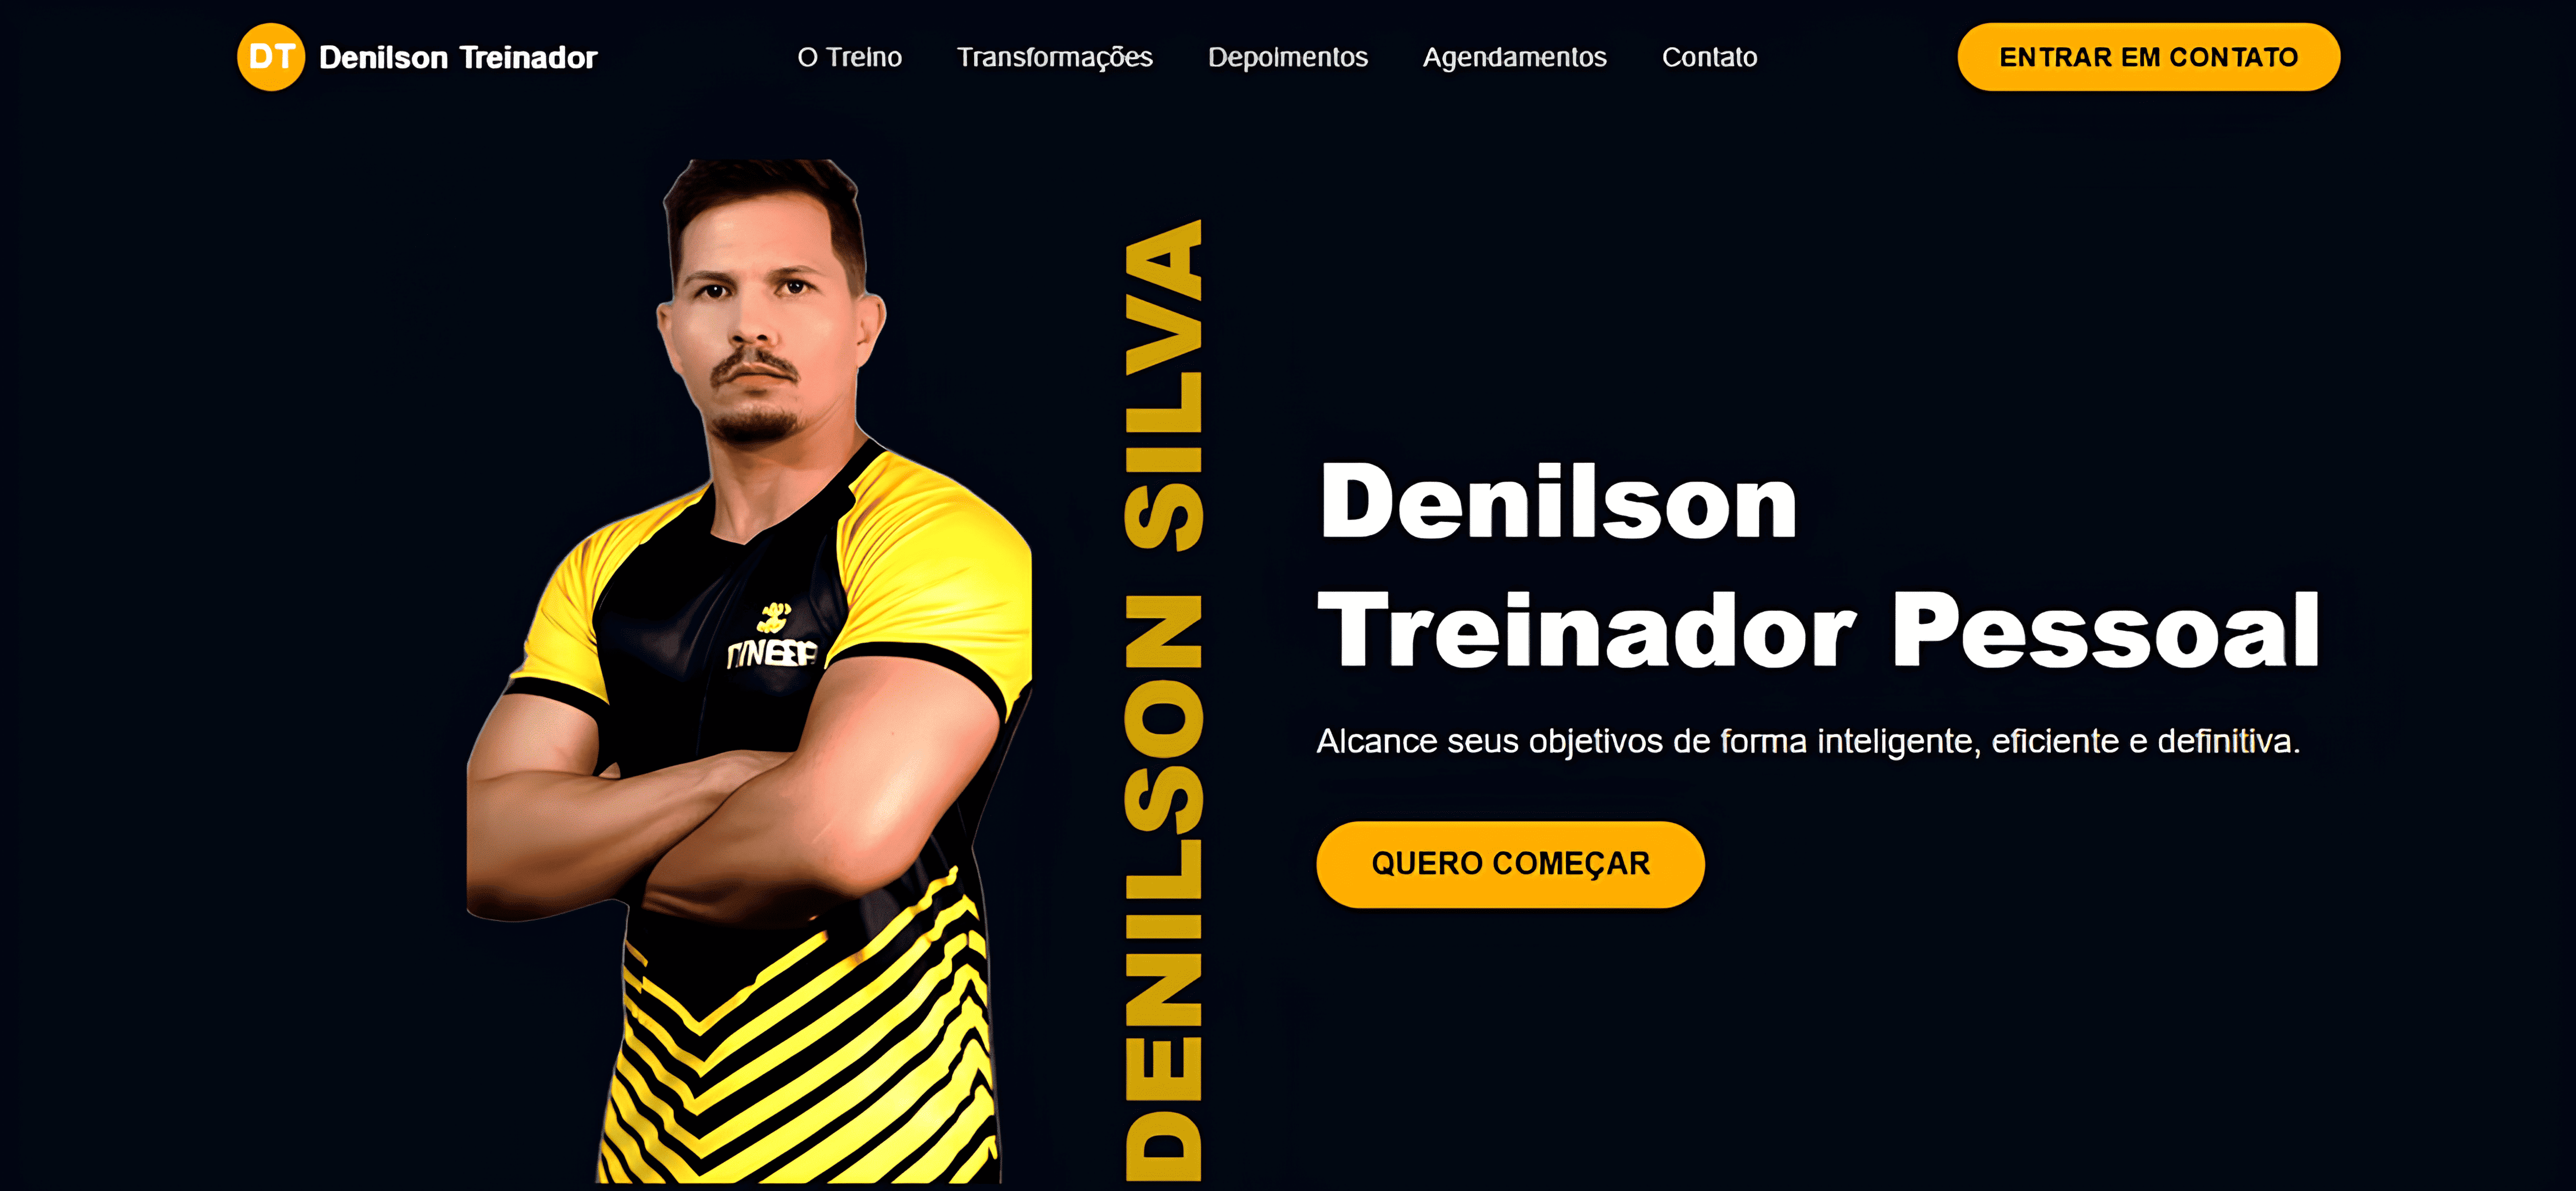 DT Denilson Treinador
O Treino Transformações Depoimentos Agendamentos Contato
ENTRAR EM CONTATO
DENILSON SILVA
Denilson
Treinador Pessoal
Alcance seus objetivos de forma inteligente, eficiente e definitiva.
QUERO COMEÇAR